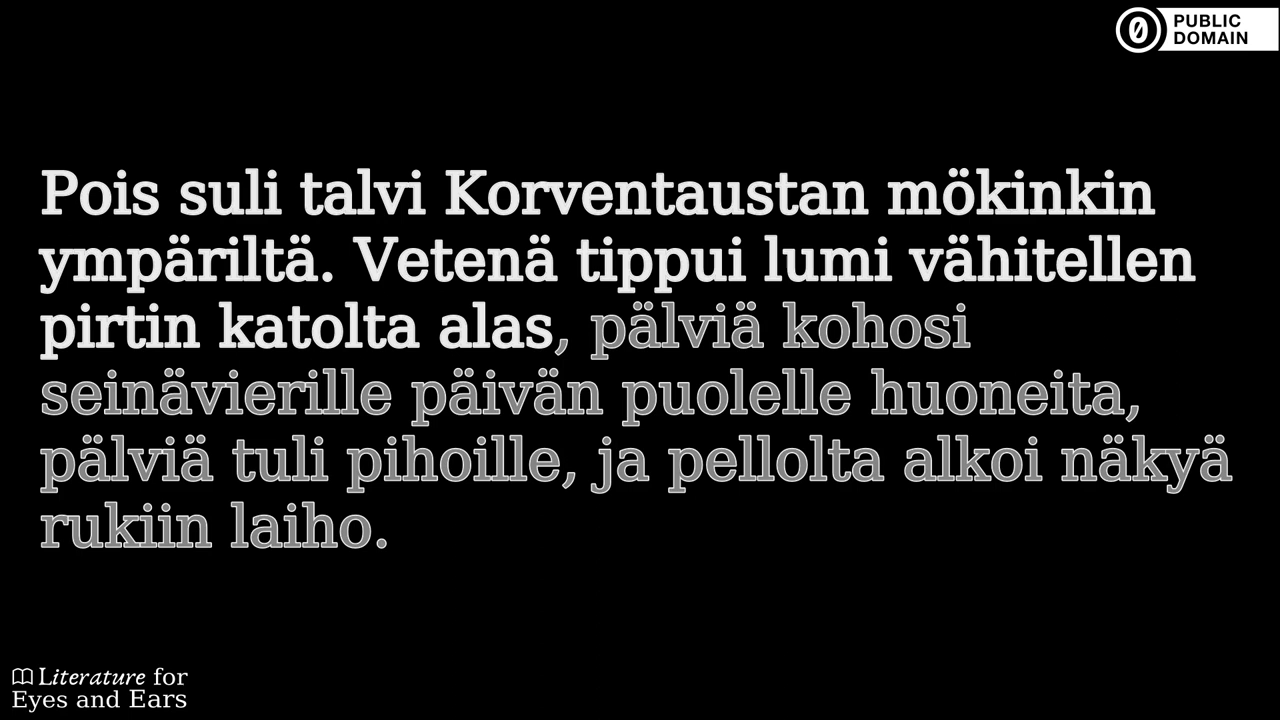 PUBLIC
DOMAIN
Pois suli talvi Korventaustan mökinkin
ympäriltä. Vetenä tippui lumi vähitellen
pirtin katolta alas, pälviä kohosi
seinävierille päivän puolelle huoneita,
pälviä tuli pihoille, ja pellolta alkoi näkyä
rukiin laiho.
Literature for
Eyes and Ears